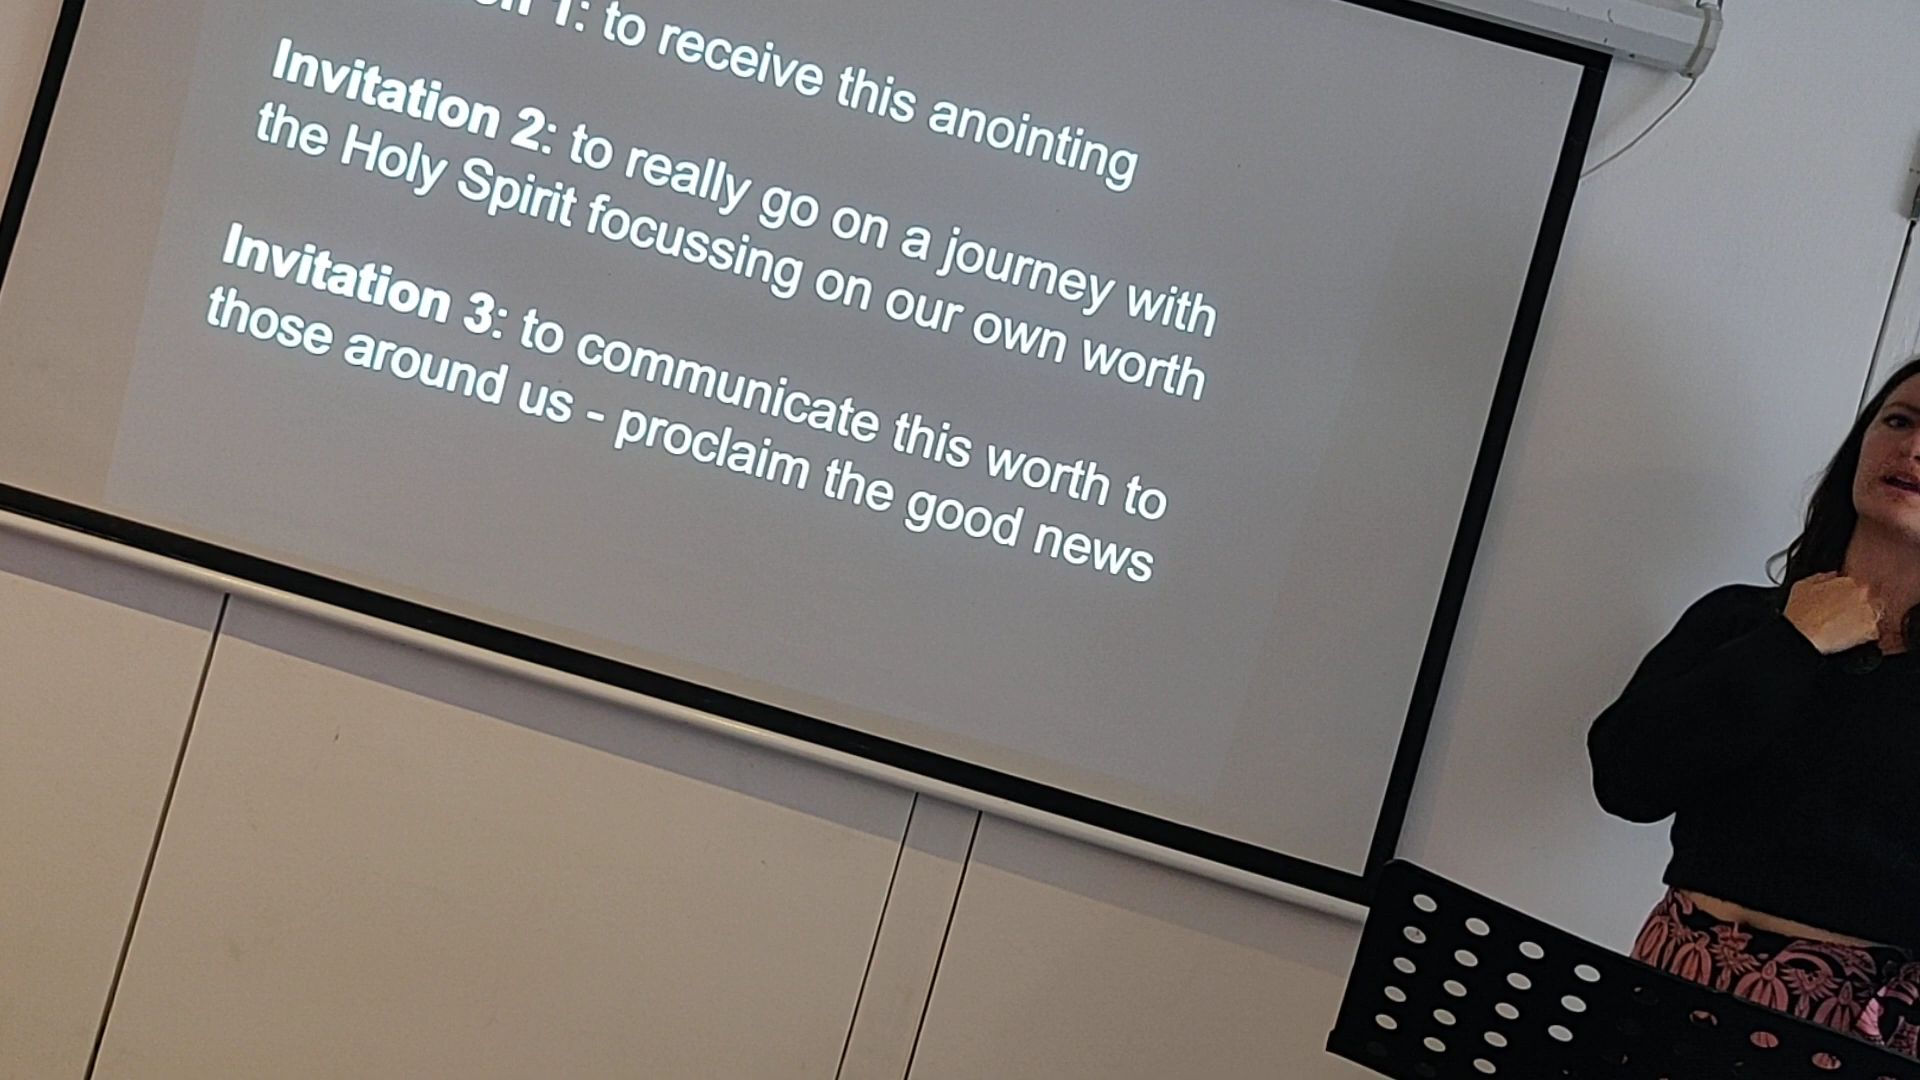 1: to receive this anointing
Invitation 2: to really go on a journey with
the Holy Spirit focussing on our own worth
Invitation 3: to communicate this worth to
those around us - proclaim the good news